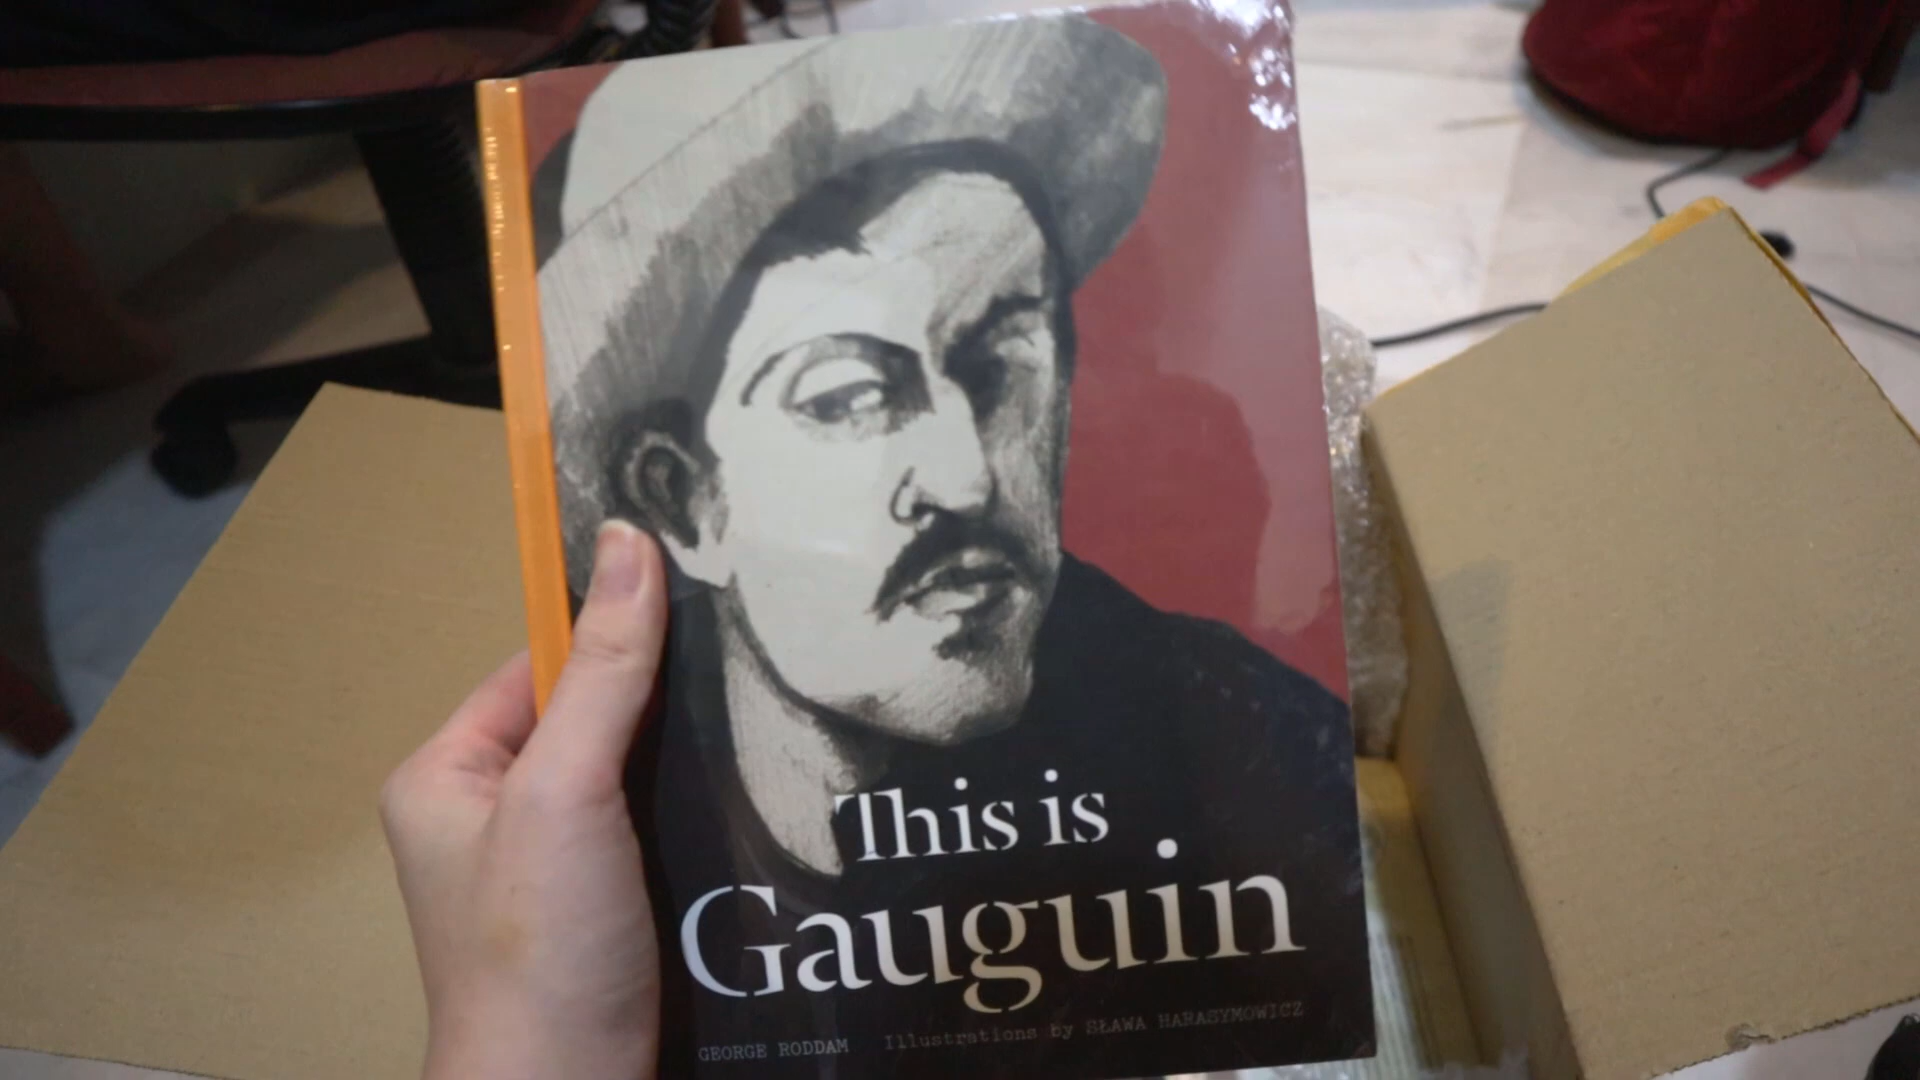 This is
Gauguin
GEORGE RODDAM Illustrations by SŁAWA HARASYMOWICZ